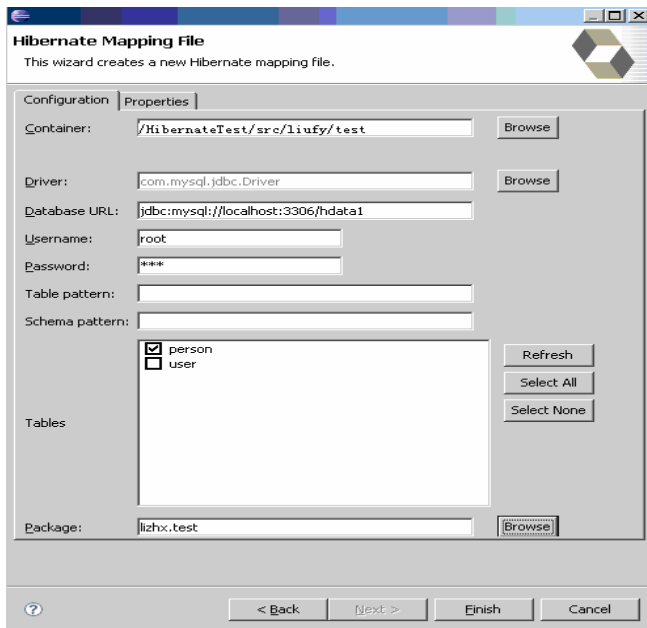 Hibernate Mapping File
This wizard creates a new Hibernate mapping file.
Configuration Properties
Container: /HibernateTest/src/liufy/test Browse
Driver: com.mysql.jdbc.Driver Browse
Database URL: jdbc:mysql://localhost:3306/hdata1
Username: root
Password: ***
Table pattern:
Schema pattern:
person
user
Refresh
Select All
Select None
Tables
Package: lizhx.test Browse
? < Back Next > Finish Cancel